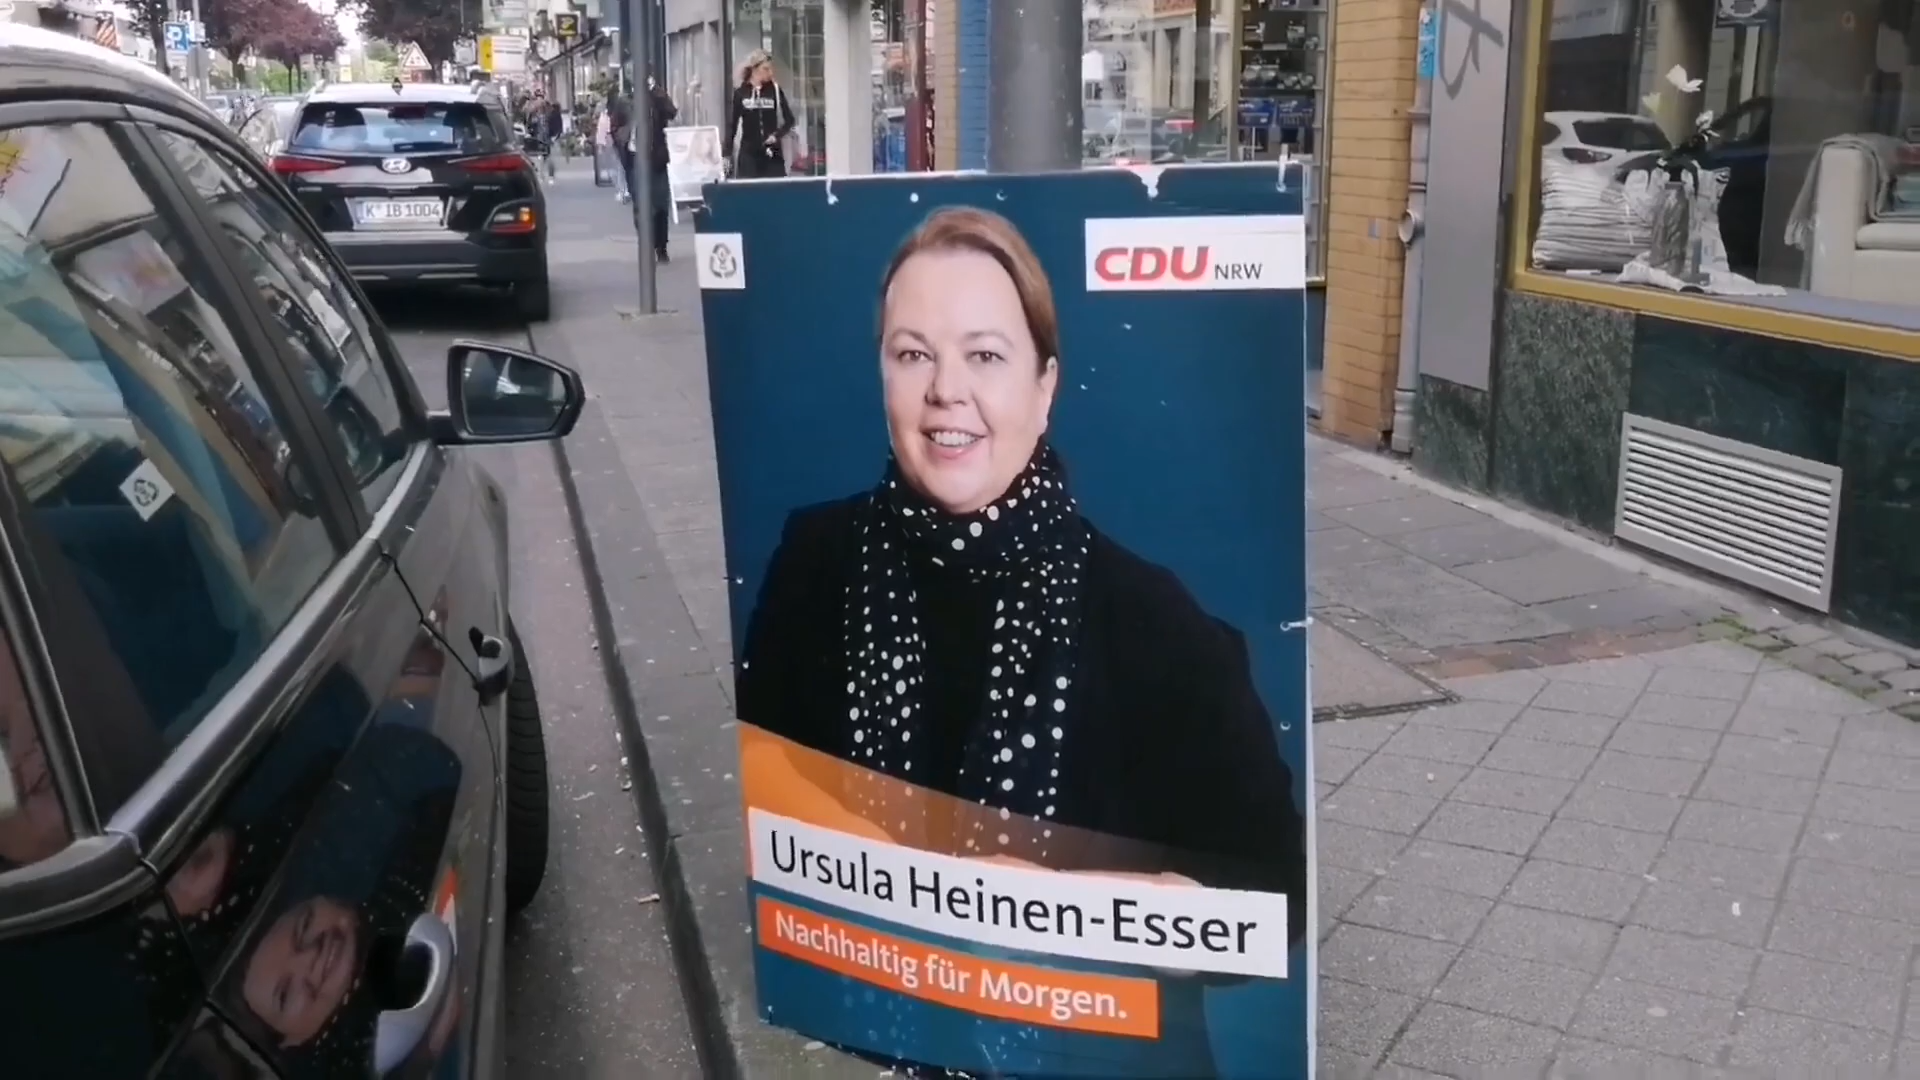 K IB 1004
CDU NRW
Ursula Heinen-Esser
Nachhaltig für Morgen.